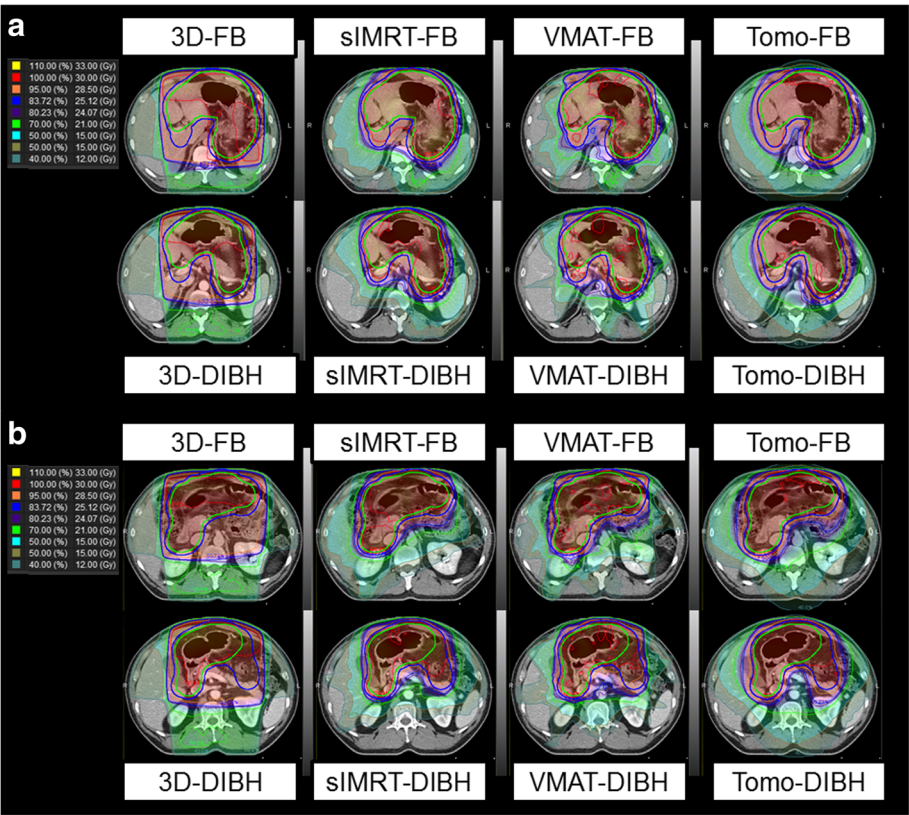 a
3D-FB sIMRT-FB VMAT-FB Tomo-FB
110.00 (%) 33.00 (Gy)
100.00 (%) 30.00 (Gy)
95.00 (%) 28.50 (Gy)
83.72 (%) 25.12 (Gy)
80.23 (%) 24.07 (Gy)
70.00 (%) 21.00 (Gy)
50.00 (%) 15.00 (Gy)
50.00 (%) 15.00 (Gy)
40.00 (%) 12.00 (Gy)
L R L R L R L
L R L R L R L
3D-DIBH sIMRT-DIBH VMAT-DIBH Tomo-DIBH
b
3D-FB sIMRT-FB VMAT-FB Tomo-FB
110.00 (%) 33.00 (Gy)
100.00 (%) 30.00 (Gy)
95.00 (%) 28.50 (Gy)
83.72 (%) 25.12 (Gy)
80.23 (%) 24.07 (Gy)
70.00 (%) 21.00 (Gy)
50.00 (%) 15.00 (Gy)
50.00 (%) 15.00 (Gy)
40.00 (%) 12.00 (Gy)
3D-DIBH sIMRT-DIBH VMAT-DIBH Tomo-DIBH